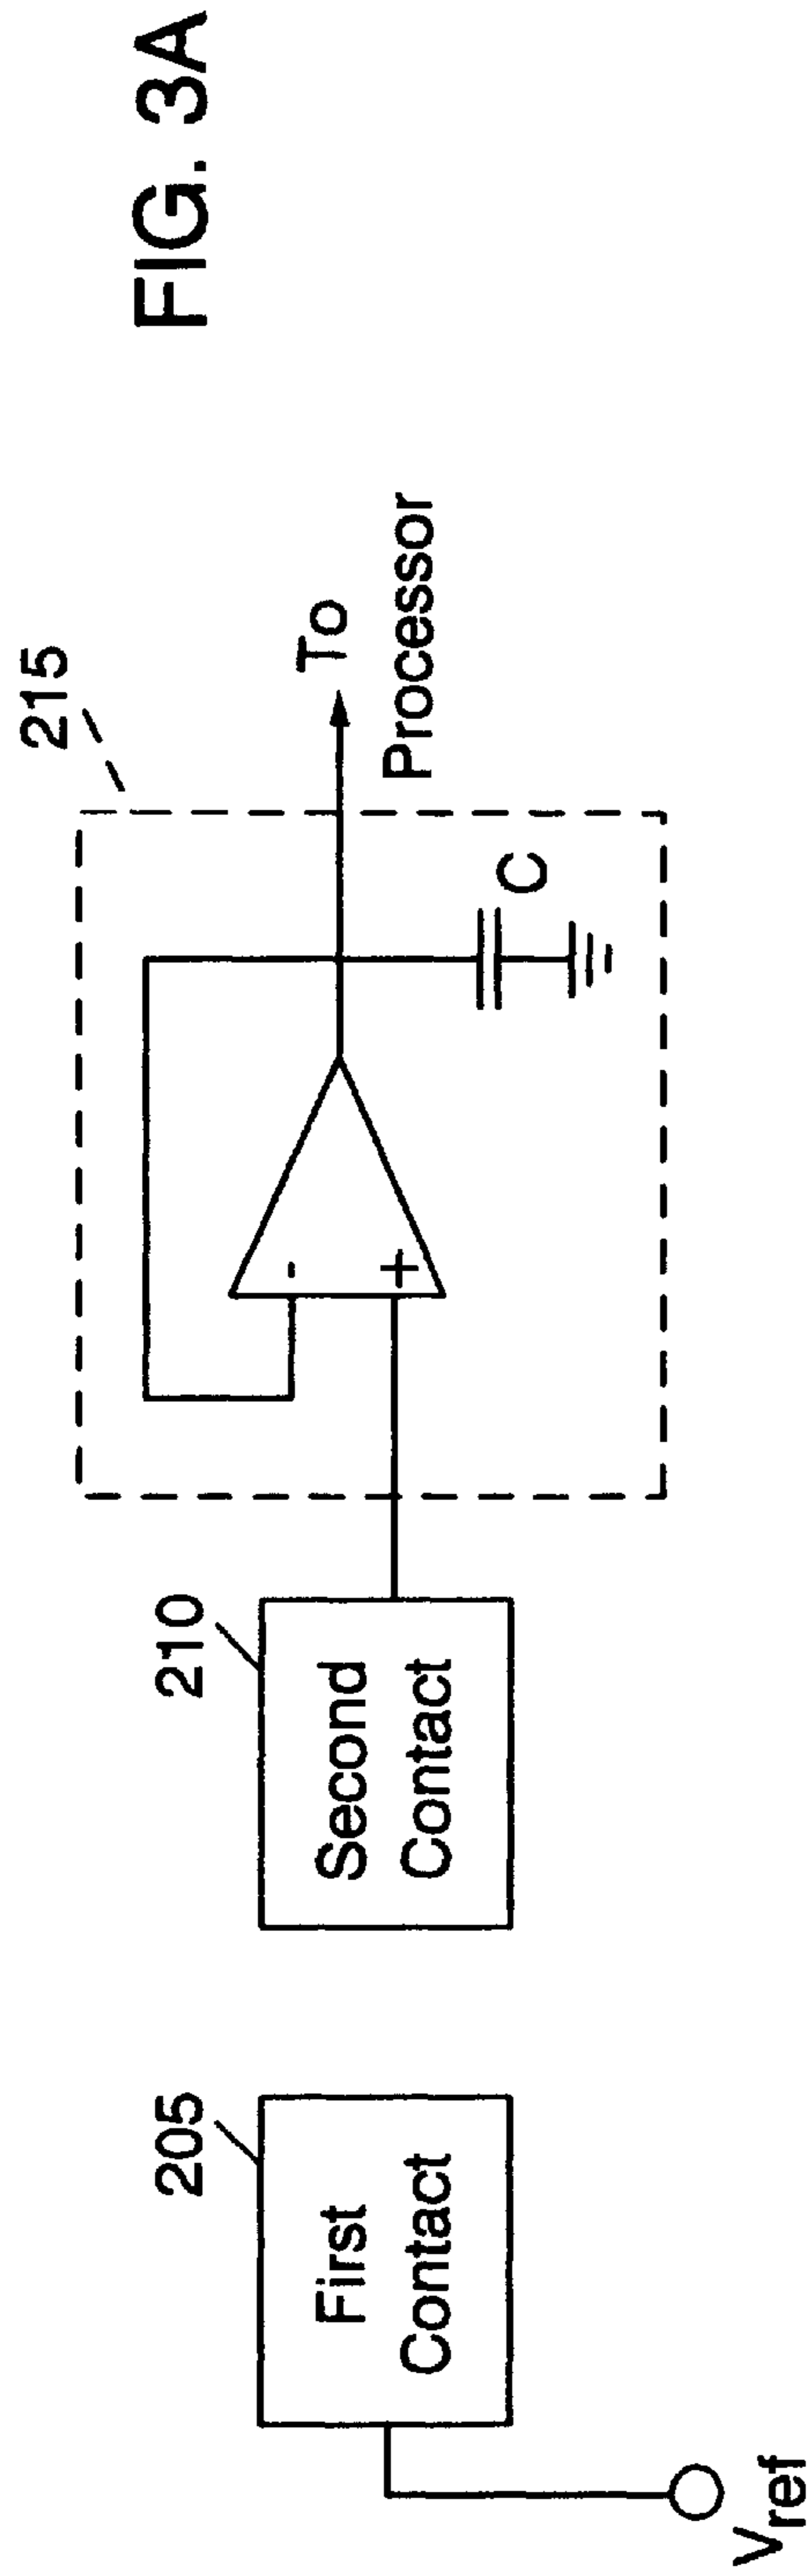 FIG. 3A
215
To
Processor
C
-
+
210
Second
Contact
205
First
Contact
Vref